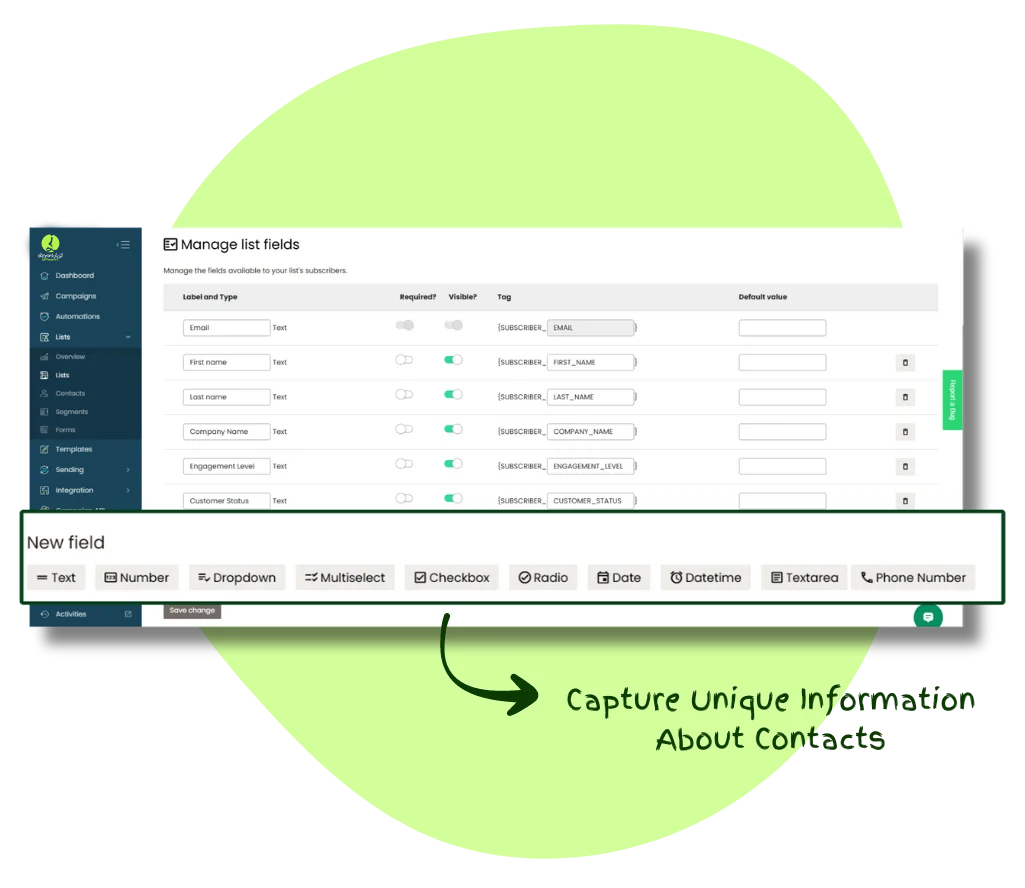 Manage list fields
Manage the fields available to your list's subscribers.
Dashboard
Campaigns
Automations
Lists
Overview
Lists
Contacts
Segments
Forms
Templates
Sending
Integration
Label and Type Required? Visible? Tag Default value
Email Text {SUBSCRIBER_ EMAIL }
First name Text {SUBSCRIBER_ FIRST_NAME }
Last name Text {SUBSCRIBER_ LAST_NAME }
Company Name Text {SUBSCRIBER_ COMPANY_NAME }
Engagement Level Text {SUBSCRIBER_ ENGAGEMENT_LEVEL }
Customer Status Text {SUBSCRIBER_ CUSTOMER_STATUS }
Report a Bug
New field
Text Number Dropdown Multiselect Checkbox Radio Date Datetime Textarea Phone Number
Activities
Save change
Capture Unique Information
About Contacts